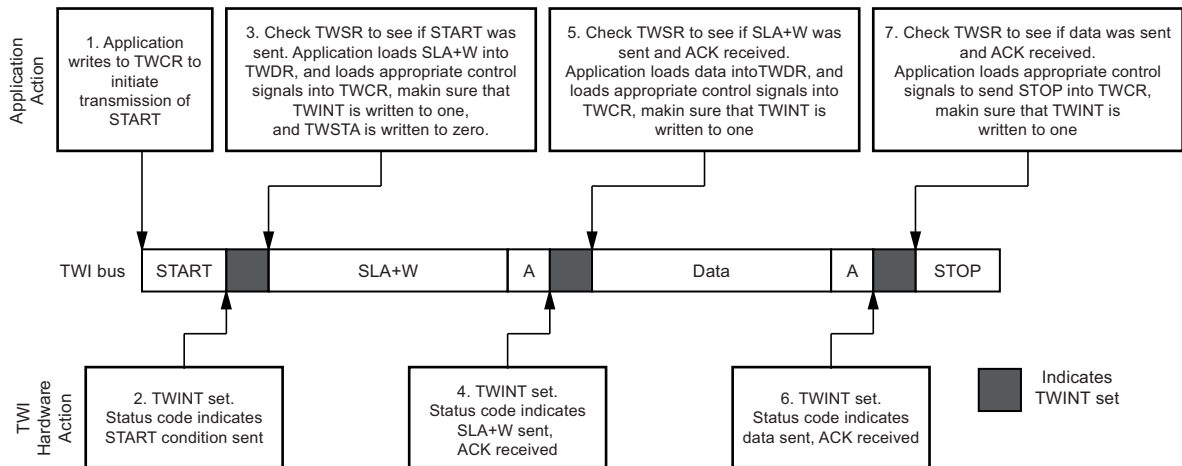 Application
Action
1. Application
writes to TWCR to
initiate
transmission of
START
3. Check TWSR to see if START was
sent. Application loads SLA+W into
TWDR, and loads appropriate control
signals into TWCR, makin sure that
TWINT is written to one,
and TWSTA is written to zero.
5. Check TWSR to see if SLA+W was
sent and ACK received.
Application loads data intoTWDR, and
loads appropriate control signals into
TWCR, makin sure that TWINT is
written to one
7. Check TWSR to see if data was sent
and ACK received.
Application loads appropriate control
signals to send STOP into TWCR,
makin sure that TWINT is
written to one
TWI bus
START
SLA+W
A
Data
A
STOP
TWI
Hardware
Action
2. TWINT set.
Status code indicates
START condition sent
4. TWINT set.
Status code indicates
SLA+W sent,
ACK received
6. TWINT set.
Status code indicates
data sent, ACK received
Indicates
TWINT set